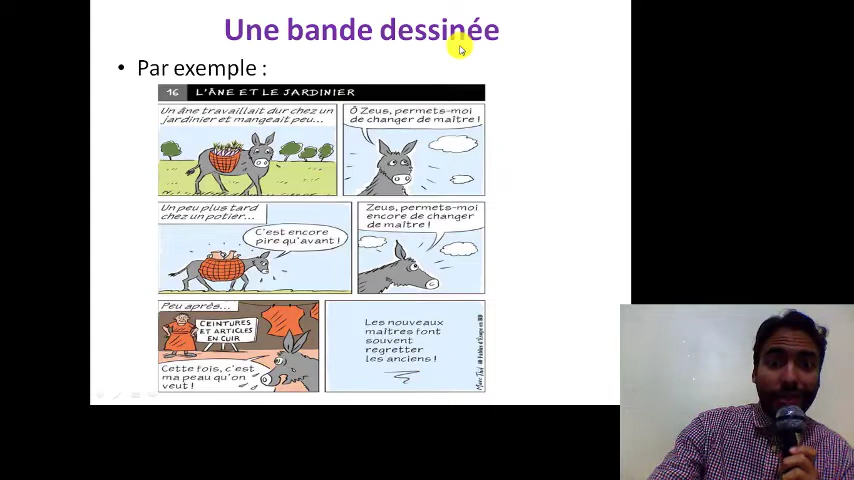 Une bande dessinée
• Par exemple :
16 L'ÂNE ET LE JARDINIER
Un âne travaillait dur chez un
jardinier et mangeait peu...
Ô Zeus, permets-moi
de changer de maître !
Un peu plus tard
chez un potier...
C'est encore
pire qu'avant !
Zeus, permets-moi
encore de changer
de maître !
Peu après...
CEINTURES
ET ARTICLES
EN CUIR
Cette fois, c'est
ma peau qu'on
veut !
Les nouveaux
maîtres font
souvent
regretter
les anciens !